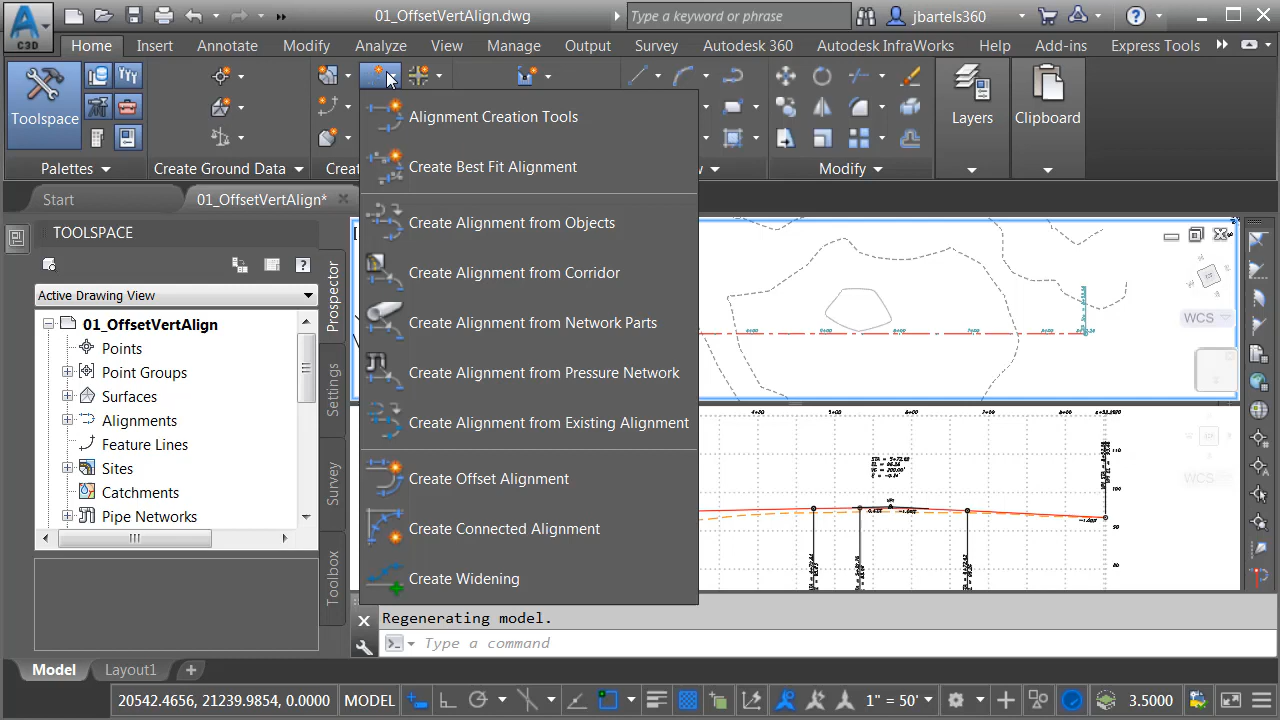 C3D
01_OffsetVertAlign.dwg
Type a keyword or phrase
jbartels360
Home Insert Annotate Modify Analyze View Manage Output Survey Autodesk 360 Autodesk InfraWorks Help Add-ins Express Tools
Toolspace
Layers
Clipboard
Palettes
Create Ground Data
Modify
Start
01_OffsetVertAlign*
TOOLSPACE
Active Drawing View
01_OffsetVertAlign
Points
Point Groups
Surfaces
Alignments
Feature Lines
Sites
Catchments
Pipe Networks
Prospector
Settings
Survey
Toolbox
Alignment Creation Tools
Create Best Fit Alignment
Create Alignment from Objects
Create Alignment from Corridor
Create Alignment from Network Parts
Create Alignment from Pressure Network
Create Alignment from Existing Alignment
Create Offset Alignment
Create Connected Alignment
Create Widening
WCS
WCS
Regenerating model.
Type a command
Model
Layout1
20542.4656, 21239.9854, 0.0000
MODEL
1" = 50'
3.5000